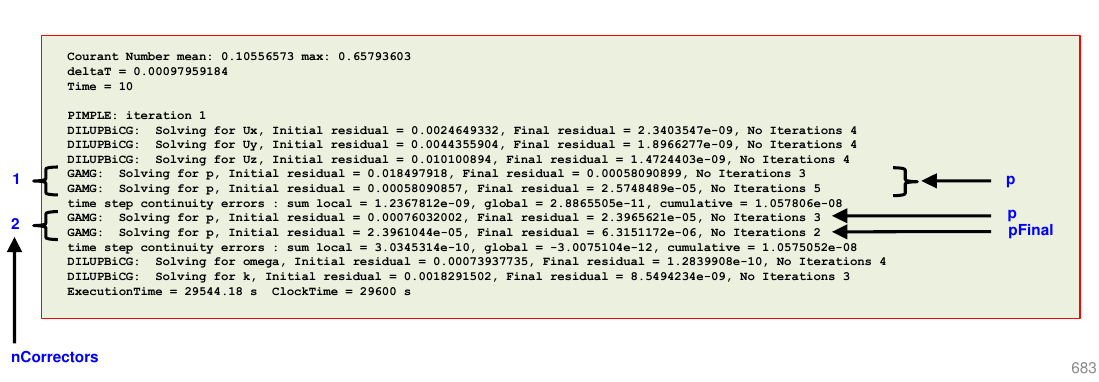 Courant Number mean: 0.10556573 max: 0.65793603
deltaT = 0.00097959184
Time = 10
PIMPLE: iteration 1
DILUPBiCG:  Solving for Ux, Initial residual = 0.0024649332, Final residual = 2.3403547e-09, No Iterations 4
DILUPBiCG:  Solving for Uy, Initial residual = 0.0044355904, Final residual = 1.8966277e-09, No Iterations 4
DILUPBiCG:  Solving for Uz, Initial residual = 0.010100894, Final residual = 1.4724403e-09, No Iterations 4
1 GAMG:  Solving for p, Initial residual = 0.018497918, Final residual = 0.00058090899, No Iterations 3 p
GAMG:  Solving for p, Initial residual = 0.00058090857, Final residual = 2.5748489e-05, No Iterations 5
time step continuity errors : sum local = 1.2367812e-09, global = 2.8865505e-11, cumulative = 1.057806e-08
2 GAMG:  Solving for p, Initial residual = 0.00076032002, Final residual = 2.3965621e-05, No Iterations 3 p
GAMG:  Solving for p, Initial residual = 2.3961044e-05, Final residual = 6.3151172e-06, No Iterations 2 pFinal
time step continuity errors : sum local = 3.0345314e-10, global = -3.0075104e-12, cumulative = 1.0575052e-08
DILUPBiCG:  Solving for omega, Initial residual = 0.00073937735, Final residual = 1.2839908e-10, No Iterations 4
DILUPBiCG:  Solving for k, Initial residual = 0.0018291502, Final residual = 8.5494234e-09, No Iterations 3
ExecutionTime = 29544.18 s  ClockTime = 29600 s
nCorrectors
683